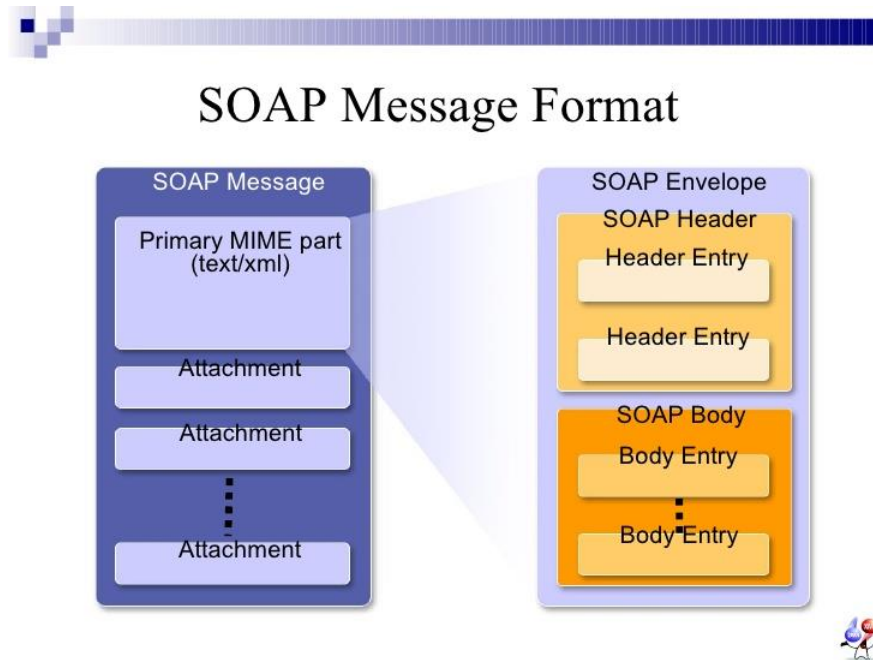 SOAP Message Format
SOAP Message
Primary MIME part
(text/xml)
Attachment
Attachment
Attachment
SOAP Envelope
SOAP Header
Header Entry
Header Entry
SOAP Body
Body Entry
Body Entry